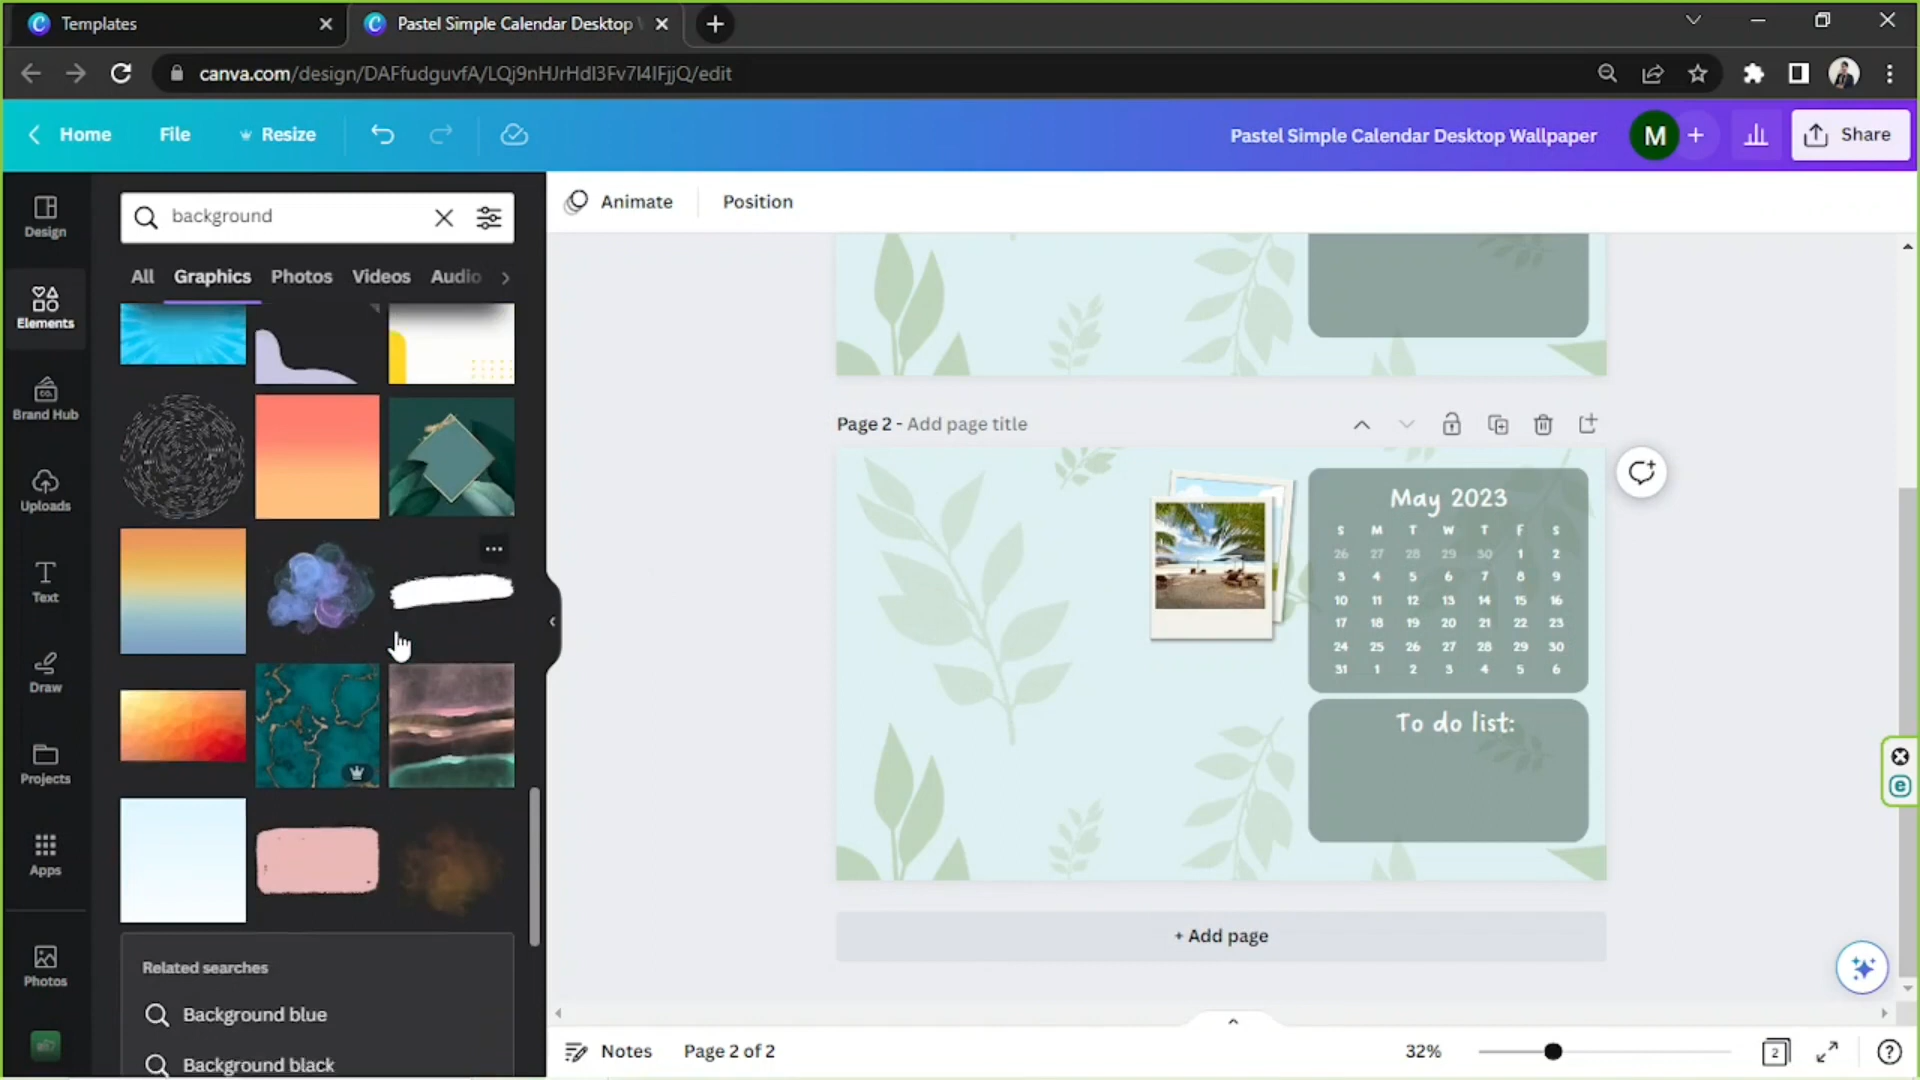 Templates
Pastel Simple Calendar Desktop
canva.com/design/DAFfudguvfA/LQj9nHJrHdI3Fv7I4IFjjQ/edit
Home
File
Resize
Pastel Simple Calendar Desktop Wallpaper
M
Share
Design
Elements
Brand Hub
Uploads
Text
Draw
Projects
Apps
Photos
background
All
Graphics
Photos
Videos
Audio
Related searches
Background blue
Background black
Animate
Position
Page 2 - Add page title
May 2023
S M T W T F S
26 27 28 29 30 1 2
3 4 5 6 7 8 9
10 11 12 13 14 15 16
17 18 19 20 21 22 23
24 25 26 27 28 29 30
31 1 2 3 4 5 6
To do list:
+ Add page
Notes
Page 2 of 2
32%
2